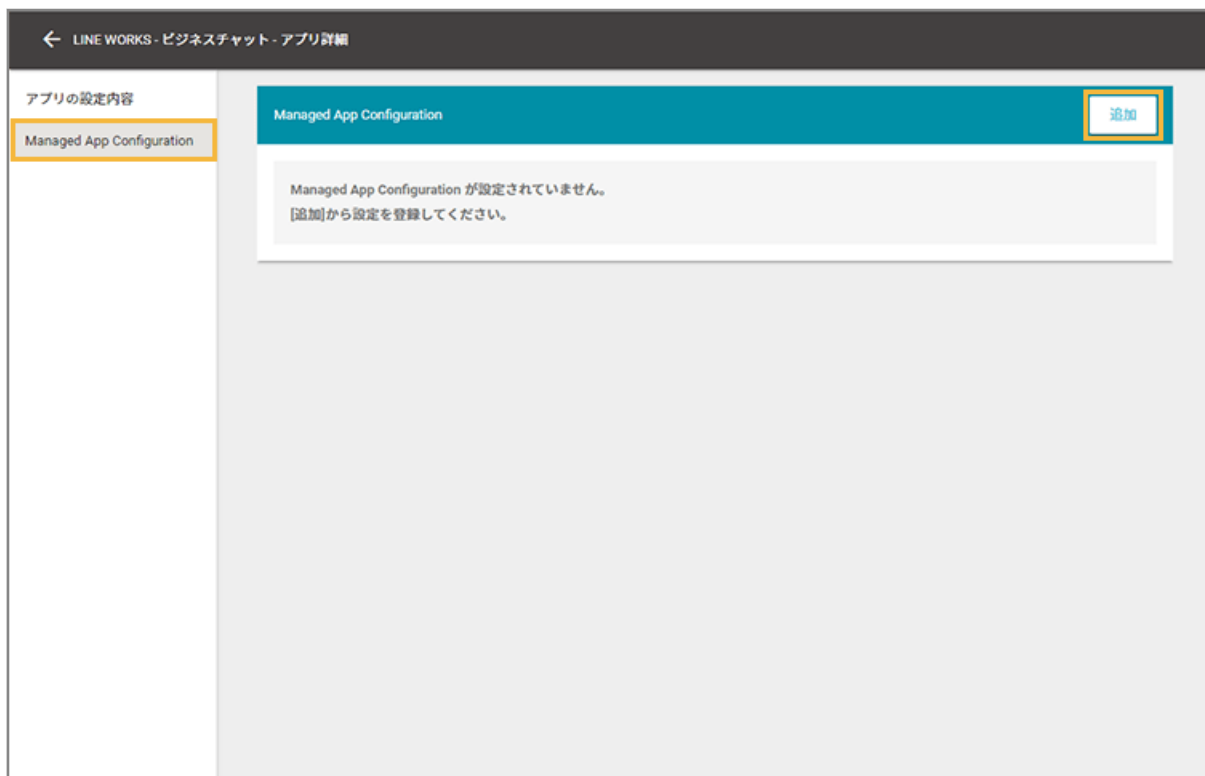 ← LINE WORKS - ビジネスチャット - アプリ詳細
アプリの設定内容
Managed App Configuration
Managed App Configuration
追加
Managed App Configuration が設定されていません。
[追加]から設定を登録してください。